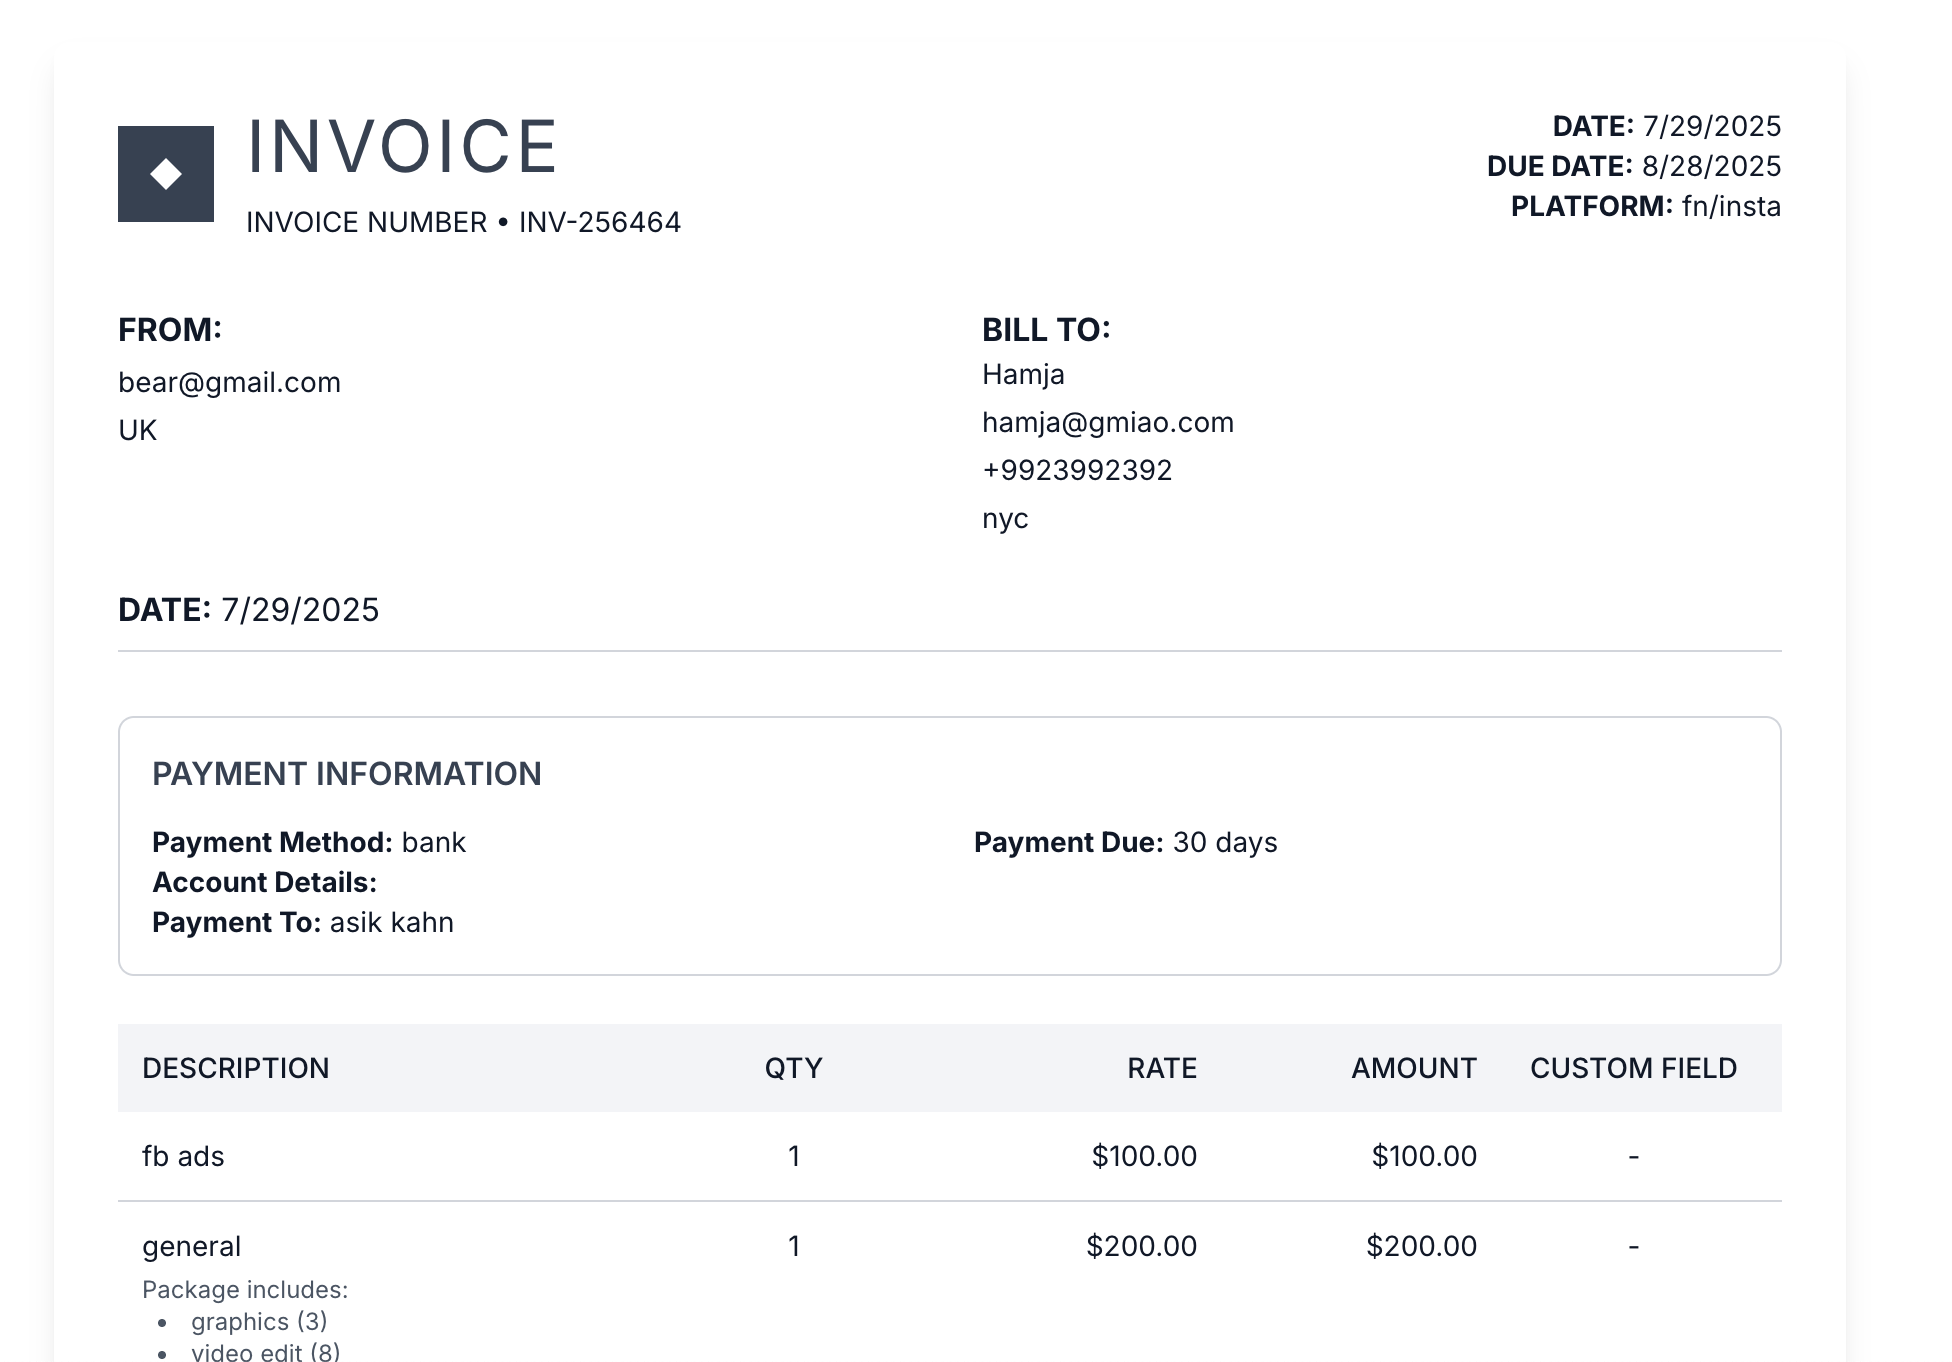 INVOICE
INVOICE NUMBER • INV-256464
DATE: 7/29/2025
DUE DATE: 8/28/2025
PLATFORM: fn/insta
FROM:
bear@gmail.com
UK
BILL TO:
Hamja
hamja@gmiao.com
+9923992392
nyc
DATE: 7/29/2025
PAYMENT INFORMATION
Payment Method: bank
Account Details:
Payment To: asik kahn
Payment Due: 30 days
DESCRIPTION QTY RATE AMOUNT CUSTOM FIELD
fb ads 1 $100.00 $100.00 -
general 1 $200.00 $200.00 -
Package includes:
• graphics (3)
• video edit (8)